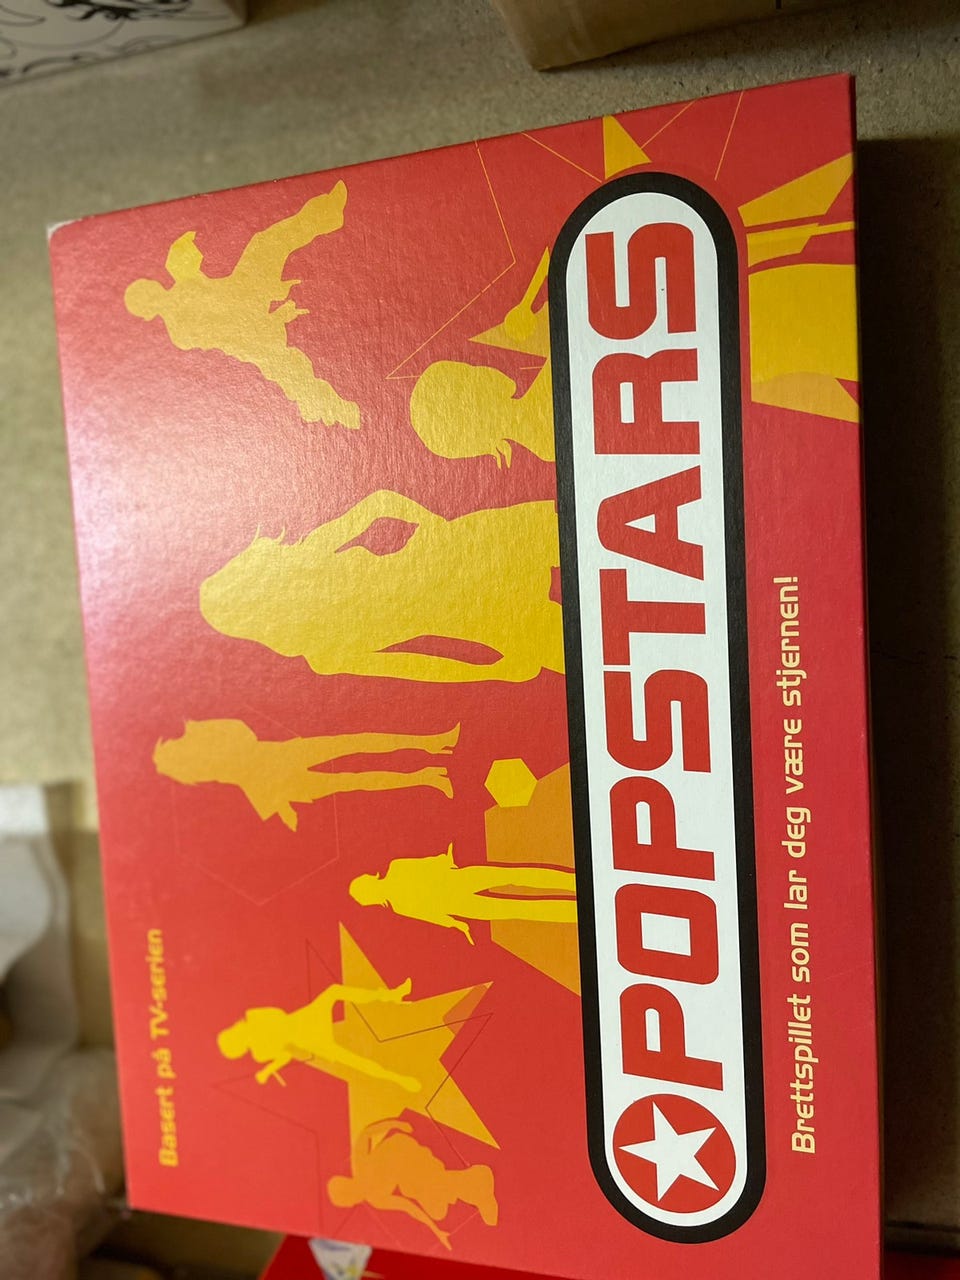 Basert på TV-serien
POPSTARS
Brettspillet som lar deg være stjernen!